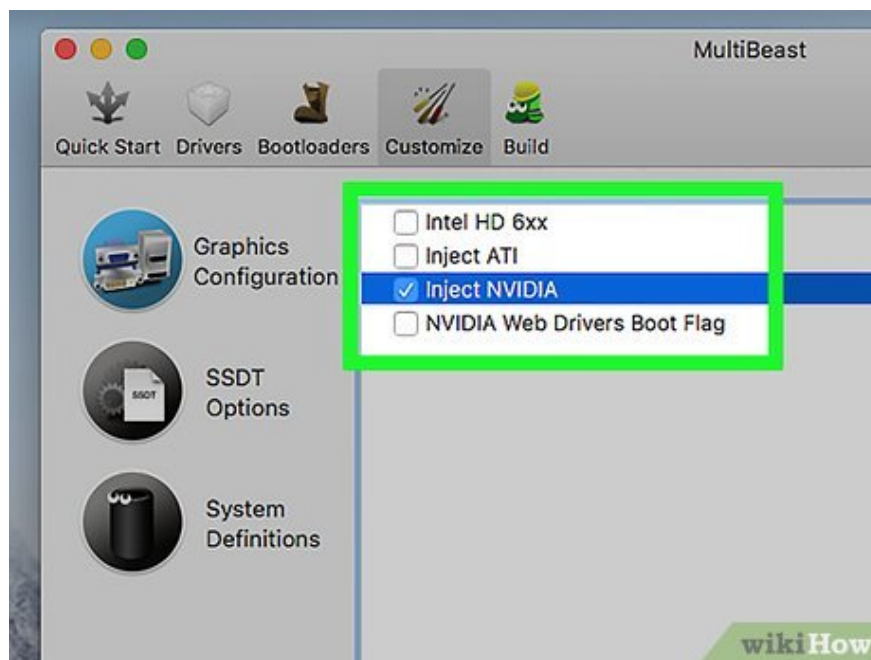 MultiBeast
Quick Start Drivers Bootloaders Customize Build
Intel HD 6xx
Inject ATI
Inject NVIDIA
NVIDIA Web Drivers Boot Flag
Graphics
Configuration
SSDT
SSDT
Options
System
Definitions
wikiHow